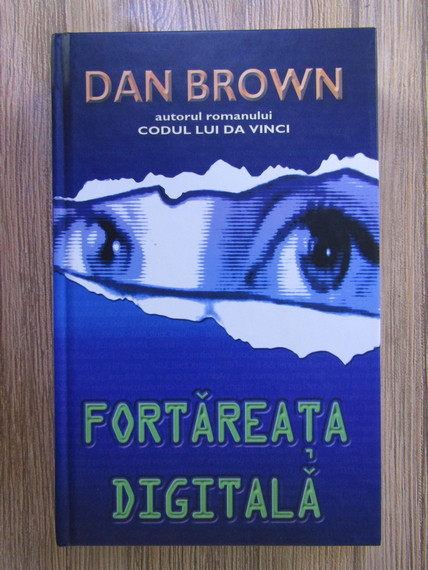 DAN BROWN
autorul romanului
CODUL LUI DA VINCI
FORTĂREAȚA
DIGITALĂ